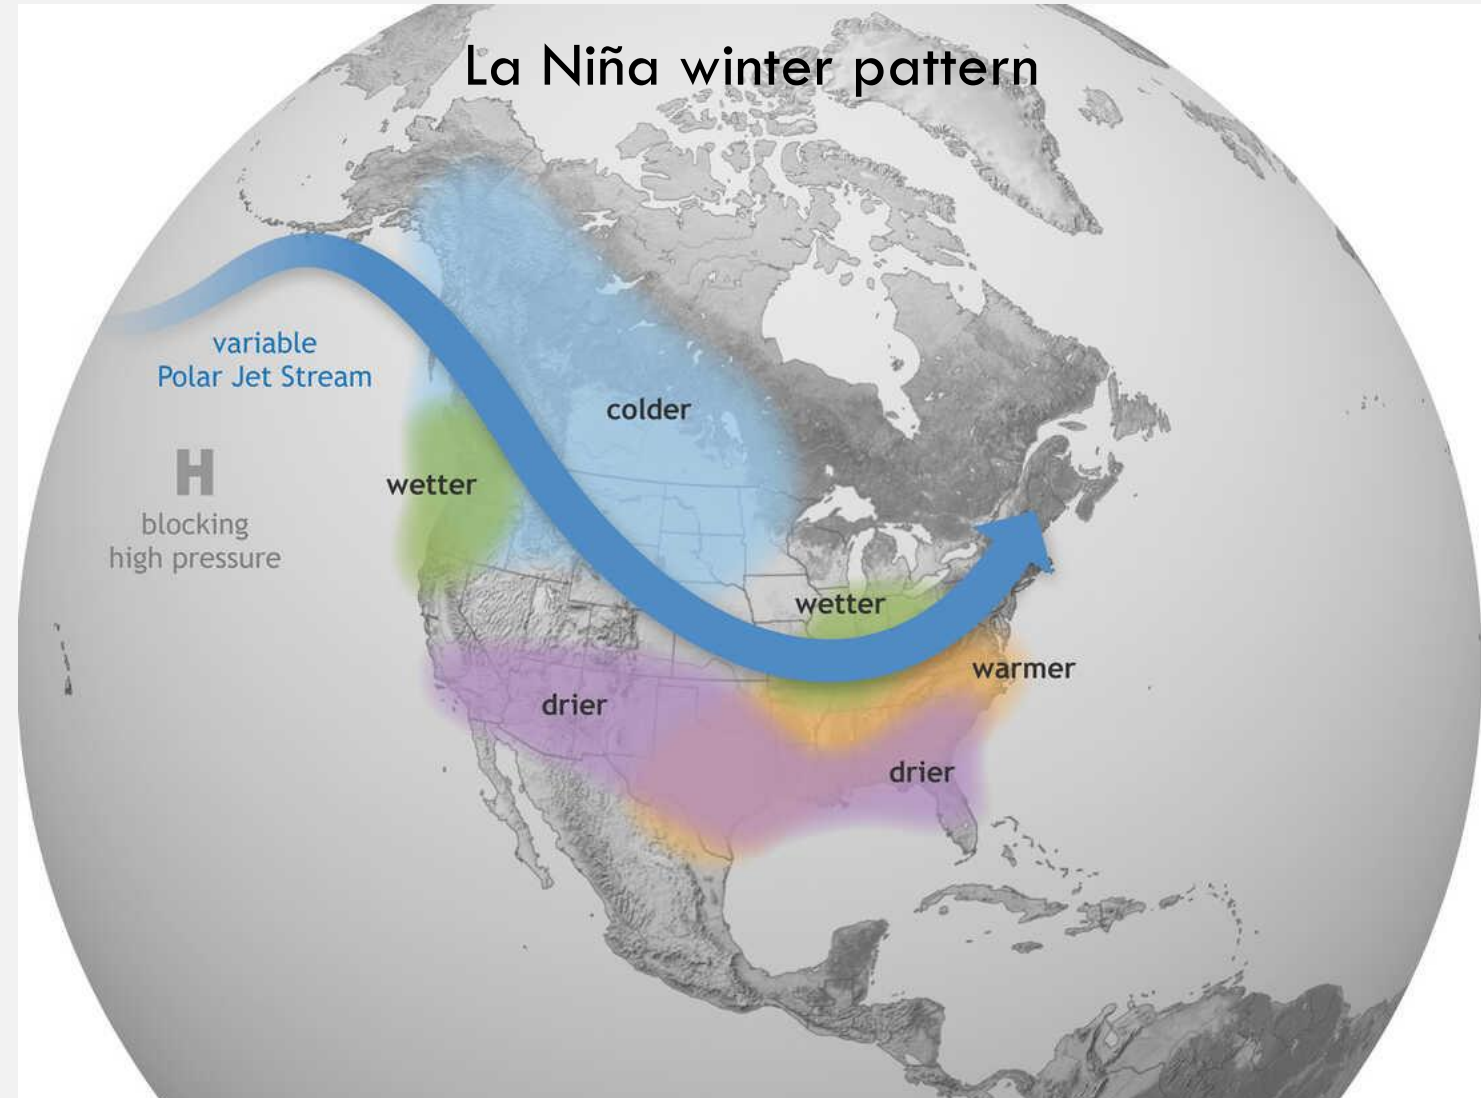 La Niña winter pattern
variable
Polar Jet Stream
colder
H
wetter
blocking
high pressure
wetter
warmer
drier
drier